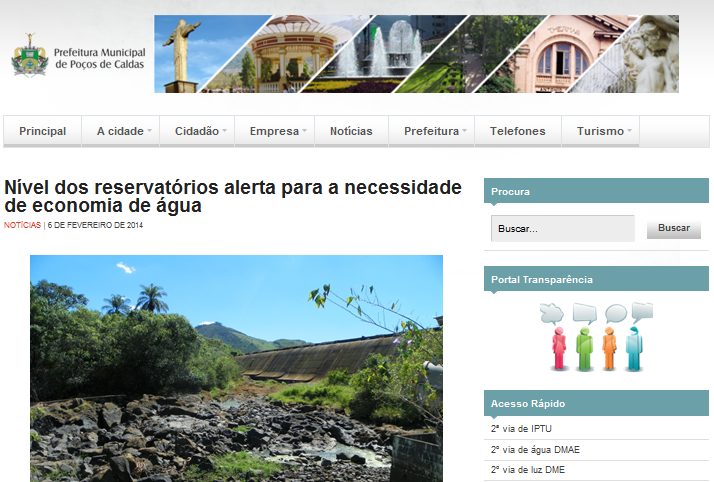 Prefeitura Municipal
de Poços de Caldas
Principal
A cidade
Cidadão
Empresa
Notícias
Prefeitura
Telefones
Turismo
Nível dos reservatórios alerta para a necessidade
de economia de água
NOTÍCIAS | 6 DE FEVEREIRO DE 2014
Procura
Buscar...
Buscar
Portal Transparência
Acesso Rápido
2ª via de IPTU
2º via de água DMAE
2º via de luz DME